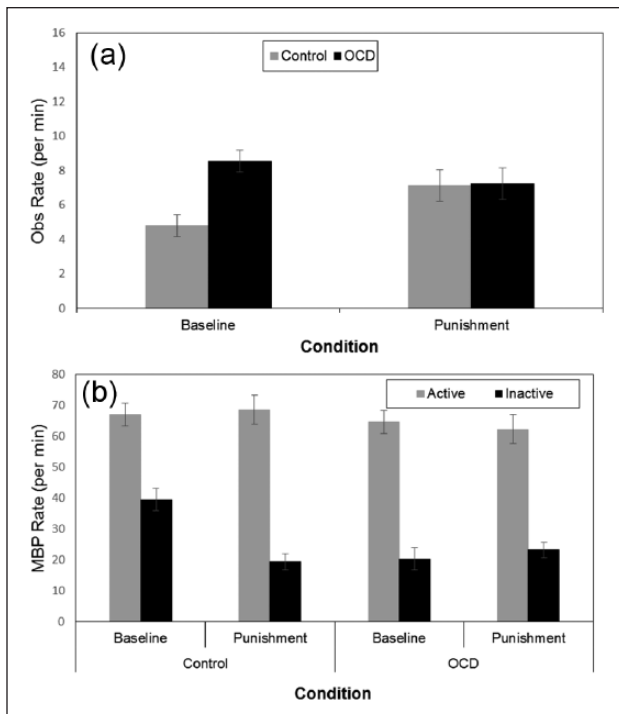 (a)
Control OCD
Obs Rate (per min)
16
14
12
10
8
6
4
2
0
Baseline Punishment
Condition
(b)
Active Inactive
MBP Rate (per min)
80
70
60
50
40
30
20
10
0
Baseline Punishment Baseline Punishment
Control OCD
Condition